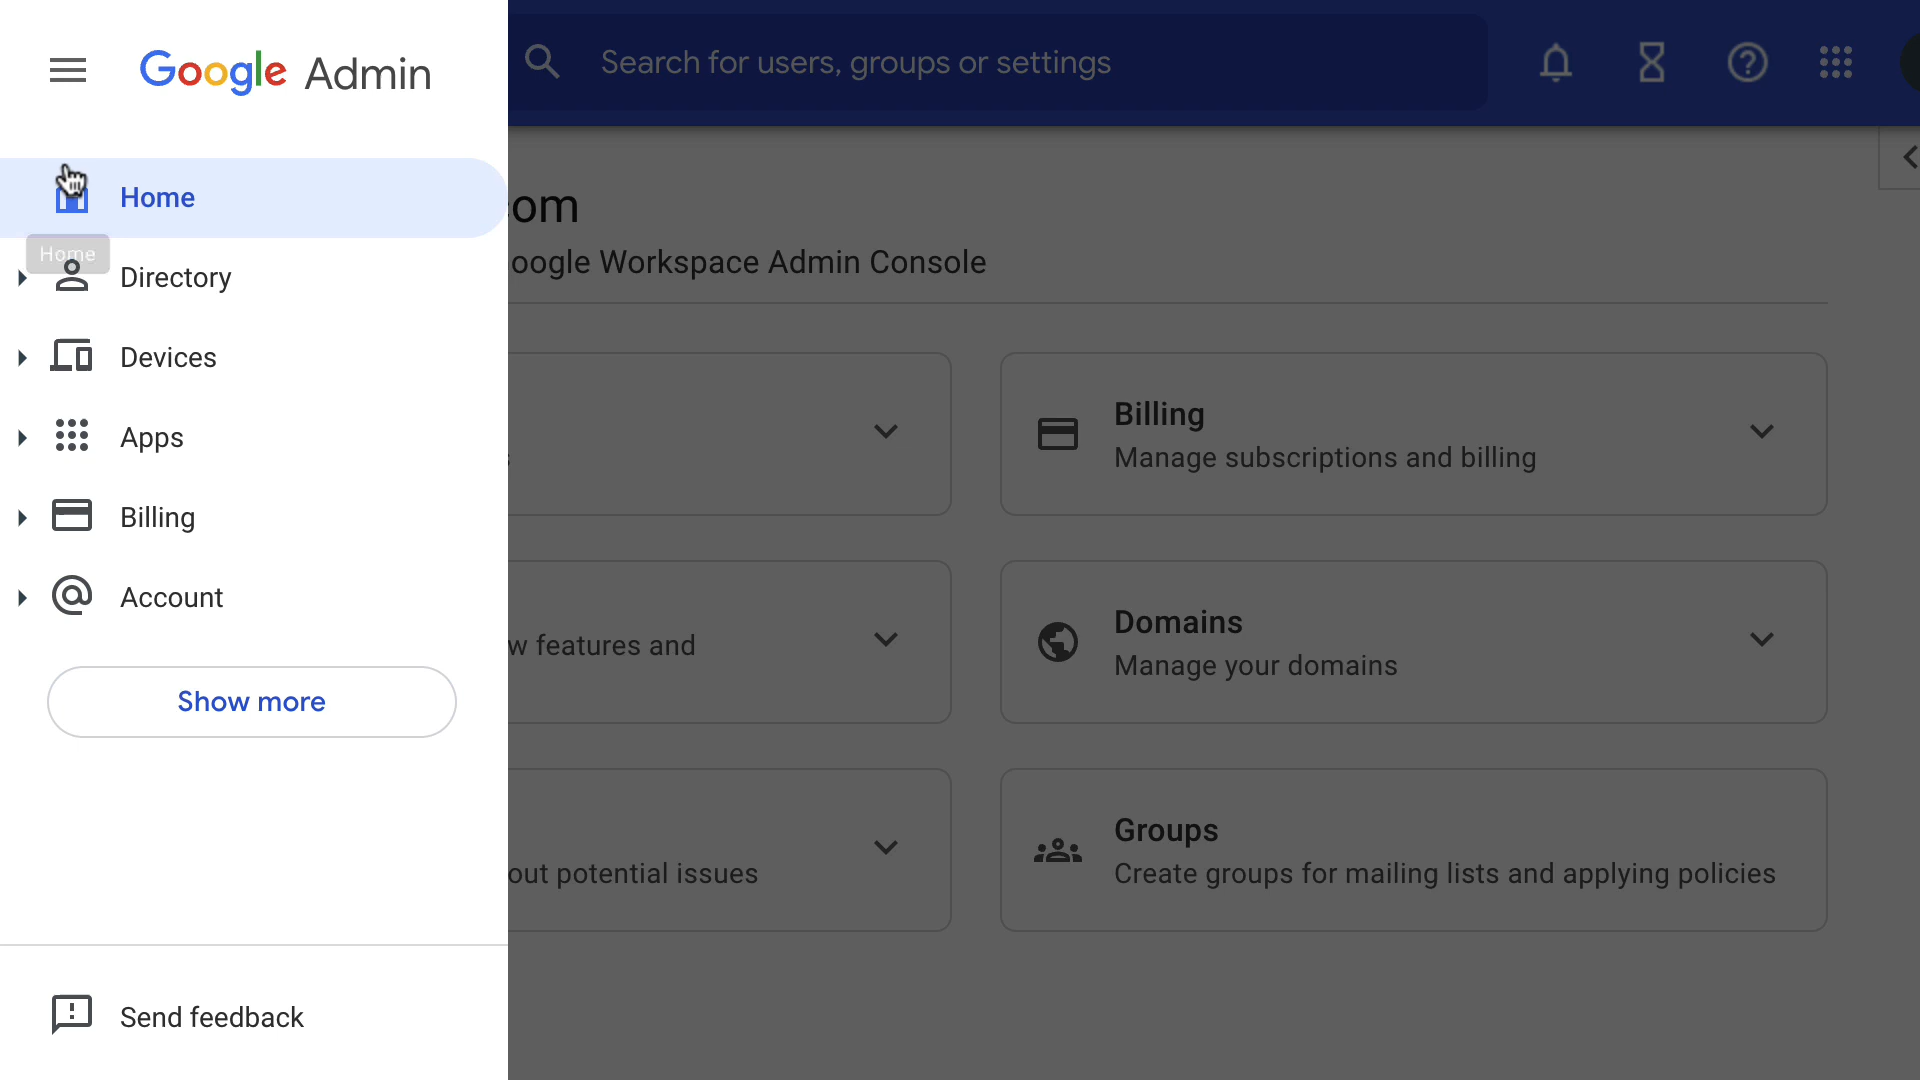 Google Admin
Search for users, groups or settings
Home
Home
Directory
Devices
Apps
Billing
Account
Show more
Send feedback
om
oogle Workspace Admin Console
Billing
Manage subscriptions and billing
w features and
Domains
Manage your domains
out potential issues
Groups
Create groups for mailing lists and applying policies